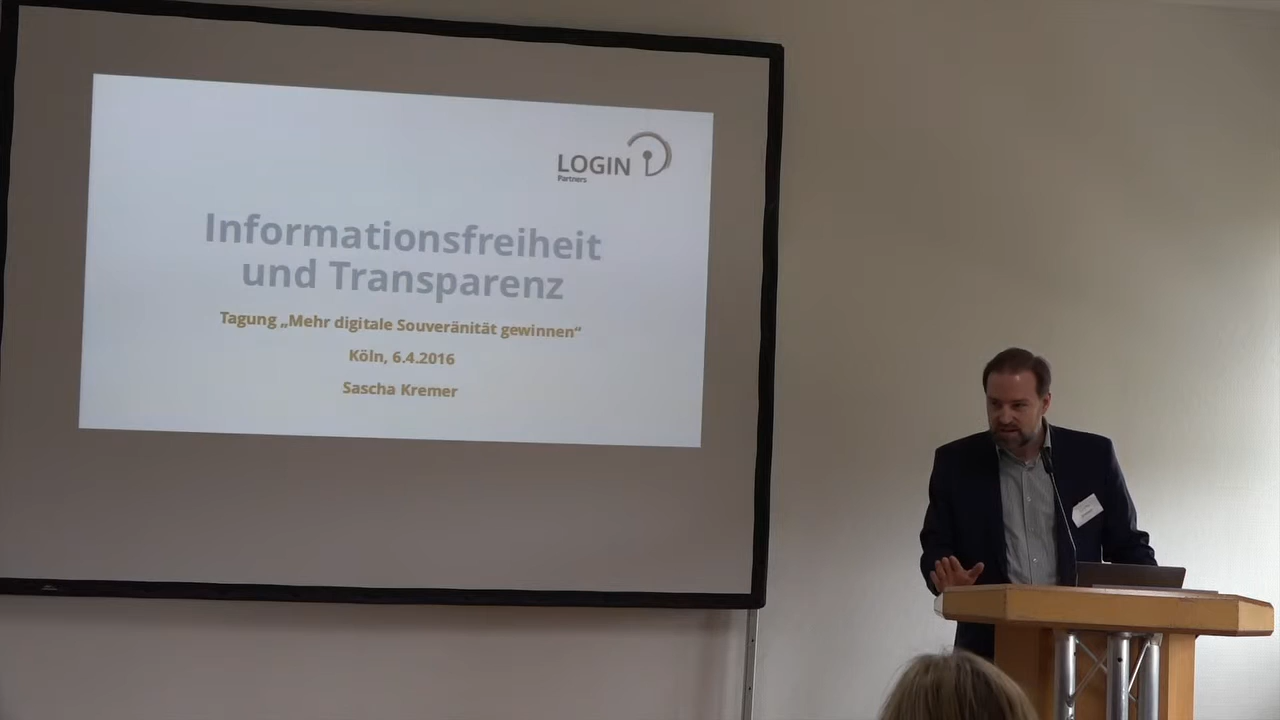 LOGIN
Partners
Informationsfreiheit
und Transparenz
Tagung „Mehr digitale Souveränität gewinnen“
Köln, 6.4.2016
Sascha Kremer